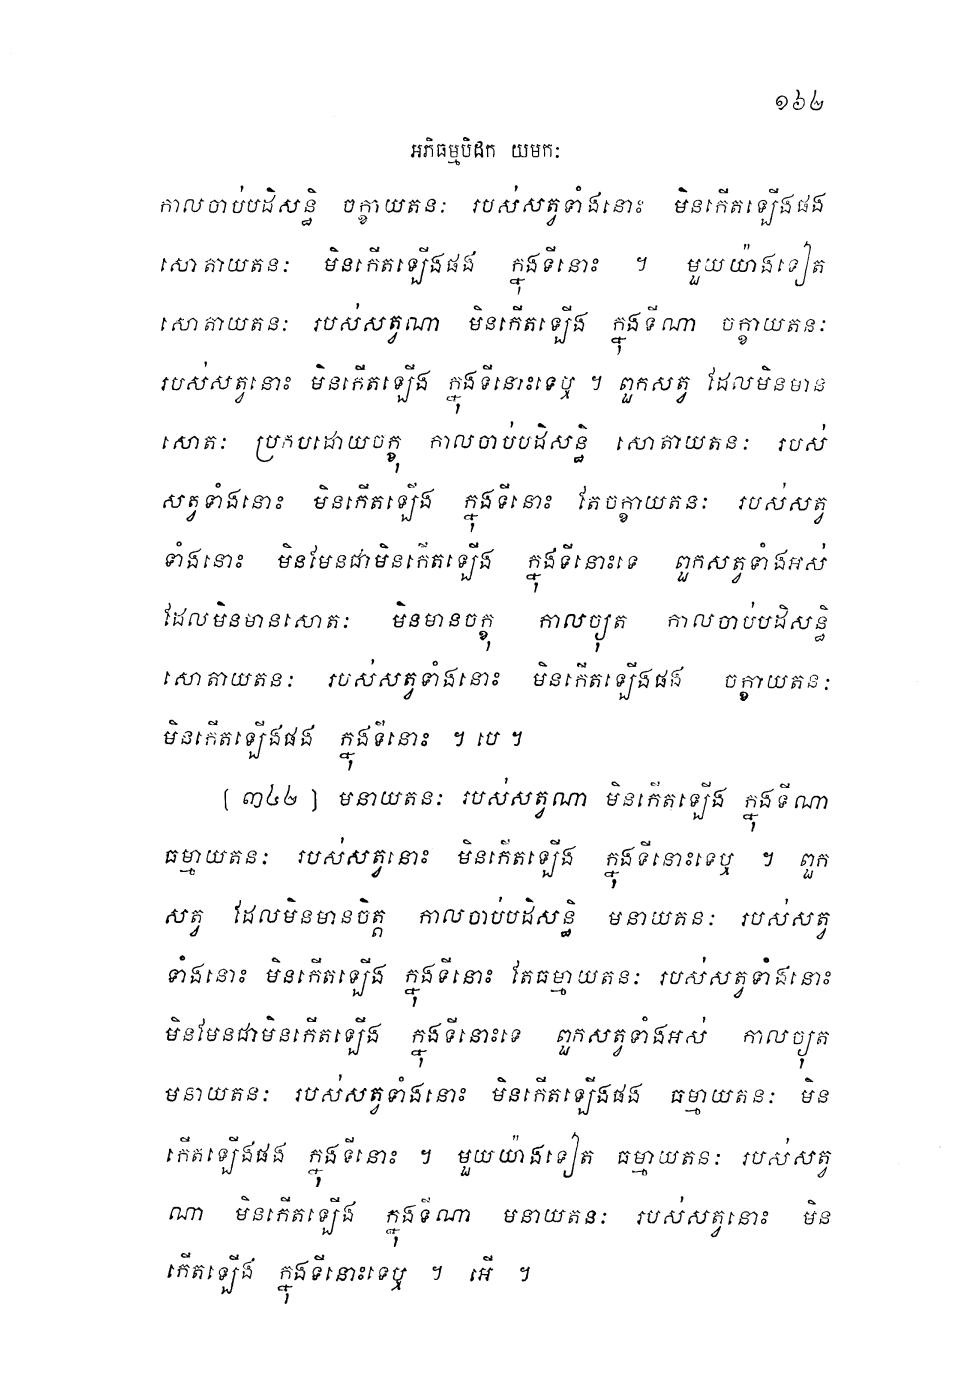 ១៦២
អភិធម្មបិដក យមកៈ
កាលចាប់បដិសន្ធិ ចក្ខាយតនៈ របស់សត្វទាំងនោះ មិនកើតឡើងផង
សោតាយតនៈ មិនកើតឡើងផង ក្នុងទីនោះ ។ មួយយ៉ាងទៀត
សោតាយតនៈ របស់សត្វណា មិនកើតឡើង ក្នុងទីណា ចក្ខាយតនៈ
របស់សត្វនោះ មិនកើតឡើង ក្នុងទីនោះទេឬ ។ ពួកសត្វ ដែលមិនមាន
សោតៈ ប្រកបដោយចក្ខុ កាលចាប់បដិសន្ធិ សោតាយតនៈ របស់
សត្វទាំងនោះ មិនកើតឡើង ក្នុងទីនោះ តែចក្ខាយតនៈ របស់សត្វ
ទាំងនោះ មិនមែនជាមិនកើតឡើង ក្នុងទីនោះទេ ពួកសត្វទាំងអស់
ដែលមិនមានសោតៈ មិនមានចក្ខុ កាលច្យុត កាលចាប់បដិសន្ធិ
សោតាយតនៈ របស់សត្វទាំងនោះ មិនកើតឡើងផង ចក្ខាយតនៈ
មិនកើតឡើងផង ក្នុងទីនោះ ។ បេ ។
[ ៣៤២ ] មនាយតនៈ របស់សត្វណា មិនកើតឡើង ក្នុងទីណា
ធម្មាយតនៈ របស់សត្វនោះ មិនកើតឡើង ក្នុងទីនោះទេឬ ។ ពួក
សត្វ ដែលមិនមានចិត្ត កាលចាប់បដិសន្ធិ មនាយតនៈ របស់សត្វ
ទាំងនោះ មិនកើតឡើង ក្នុងទីនោះ តែធម្មាយតនៈ របស់សត្វទាំងនោះ
មិនមែនជាមិនកើតឡើង ក្នុងទីនោះទេ ពួកសត្វទាំងអស់ កាលច្យុត
មនាយតនៈ របស់សត្វទាំងនោះ មិនកើតឡើងផង ធម្មាយតនៈ មិន
កើតឡើងផង ក្នុងទីនោះ ។ មួយយ៉ាងទៀត ធម្មាយតនៈ របស់សត្វ
ណា មិនកើតឡើង ក្នុងទីណា មនាយតនៈ របស់សត្វនោះ មិន
កើតឡើង ក្នុងទីនោះទេឬ ។ អើ ។